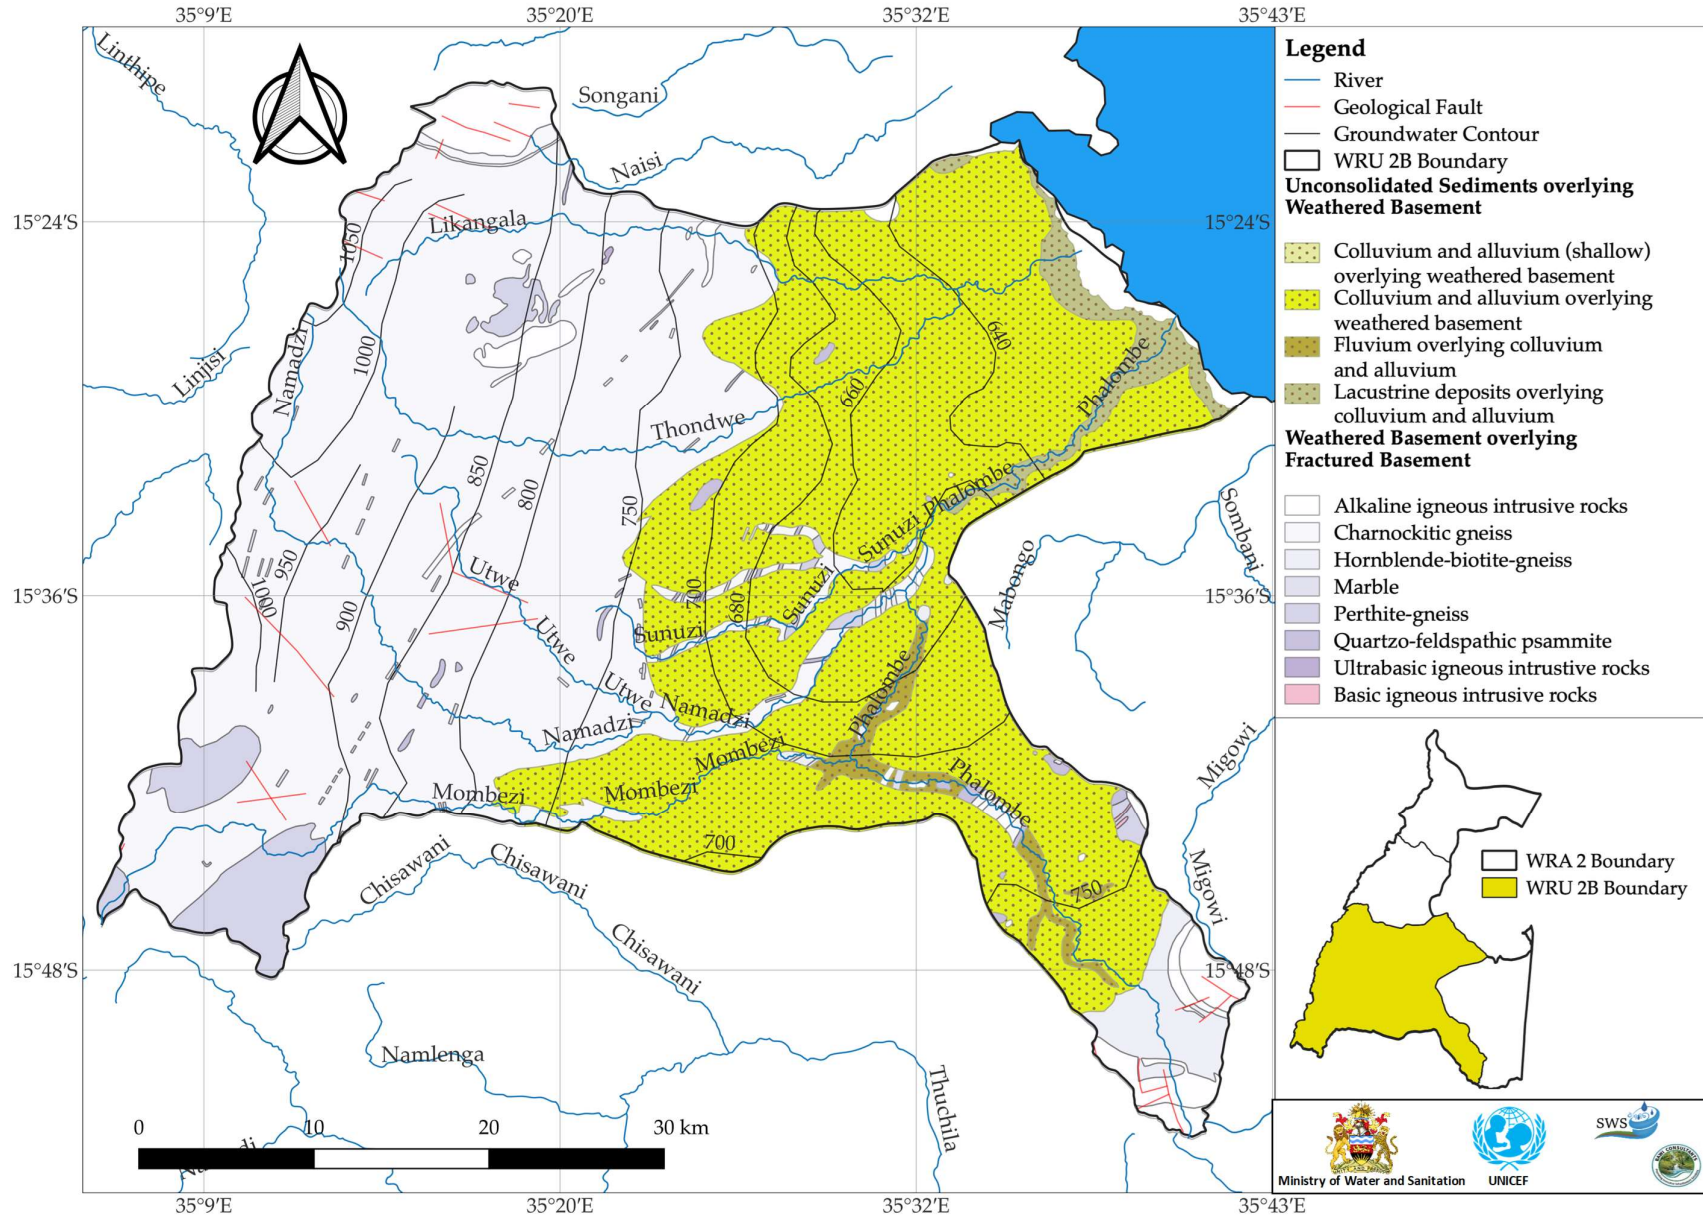 35°9′E
35°20′E
35°32′E
35°43′E
Linthipe
Songani
Naisi
15°24′S
Likangala
15°24′S
1050
1000
Namadzi
Linjisi
640
660
Phalombe
Thondwe
850
800
750
Phalombe
Sunuzi
Sombani
950
1000
900
Utwe
15°36′S
700
680
Sunuzi
Mabongo
15°36′S
Sunuzi
Utwe
Utwe
Namadzi
Namadzi
Phalombe
Mombezi
Mombezi
Mombezi
Phalombe
Migowi
700
Chisawani
Chisawani
Chisawani
750
Migowi
15°48′S
15°48′S
Namlenga
Thuchila
0
10
20
30 km
35°9′E
35°20′E
35°32′E
35°43′E
Legend
River
Geological Fault
Groundwater Contour
WRU 2B Boundary
Unconsolidated Sediments overlying
Weathered Basement
Colluvium and alluvium (shallow)
overlying weathered basement
Colluvium and alluvium overlying
weathered basement
Fluvium overlying colluvium
and alluvium
Lacustrine deposits overlying
colluvium and alluvium
Weathered Basement overlying
Fractured Basement
Alkaline igneous intrusive rocks
Charnockitic gneiss
Hornblende-biotite-gneiss
Marble
Perthite-gneiss
Quartzo-feldspathic psammite
Ultrabasic igneous intrustive rocks
Basic igneous intrusive rocks
WRA 2 Boundary
WRU 2B Boundary
Ministry of Water and Sanitation
UNICEF
SWS